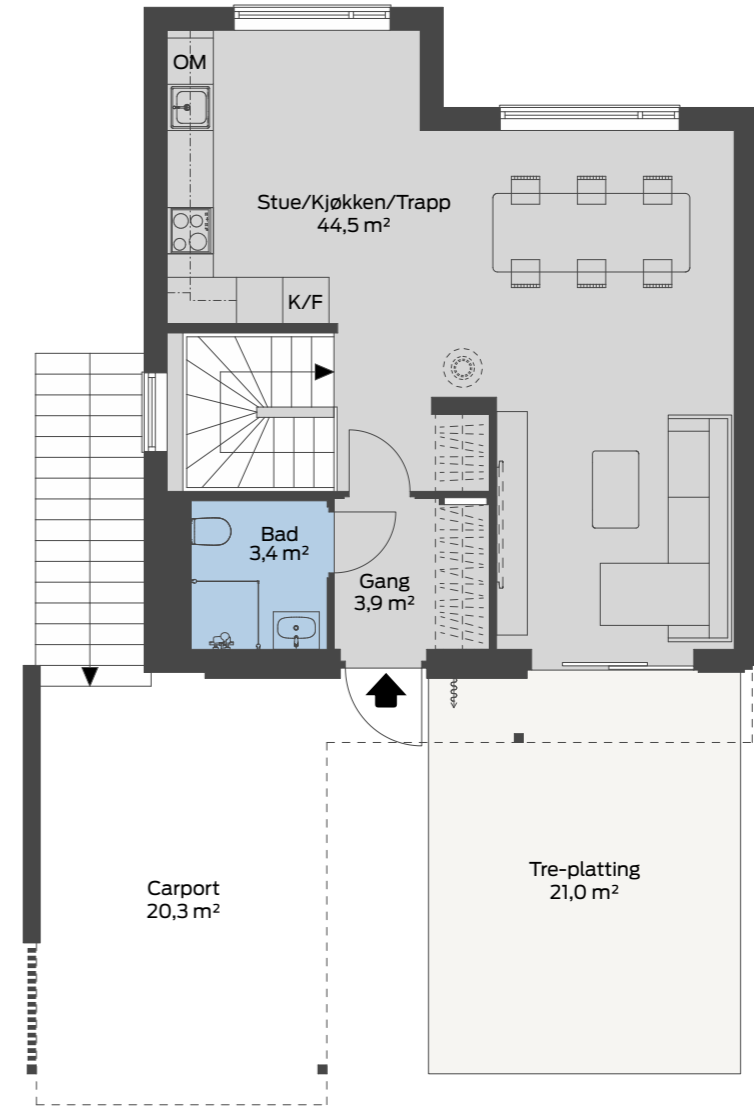 OM
Stue/Kjøkken/Trapp
44,5 m²
K/F
Bad
3,4 m²
Gang
3,9 m²
Carport
20,3 m²
Tre-platting
21,0 m²